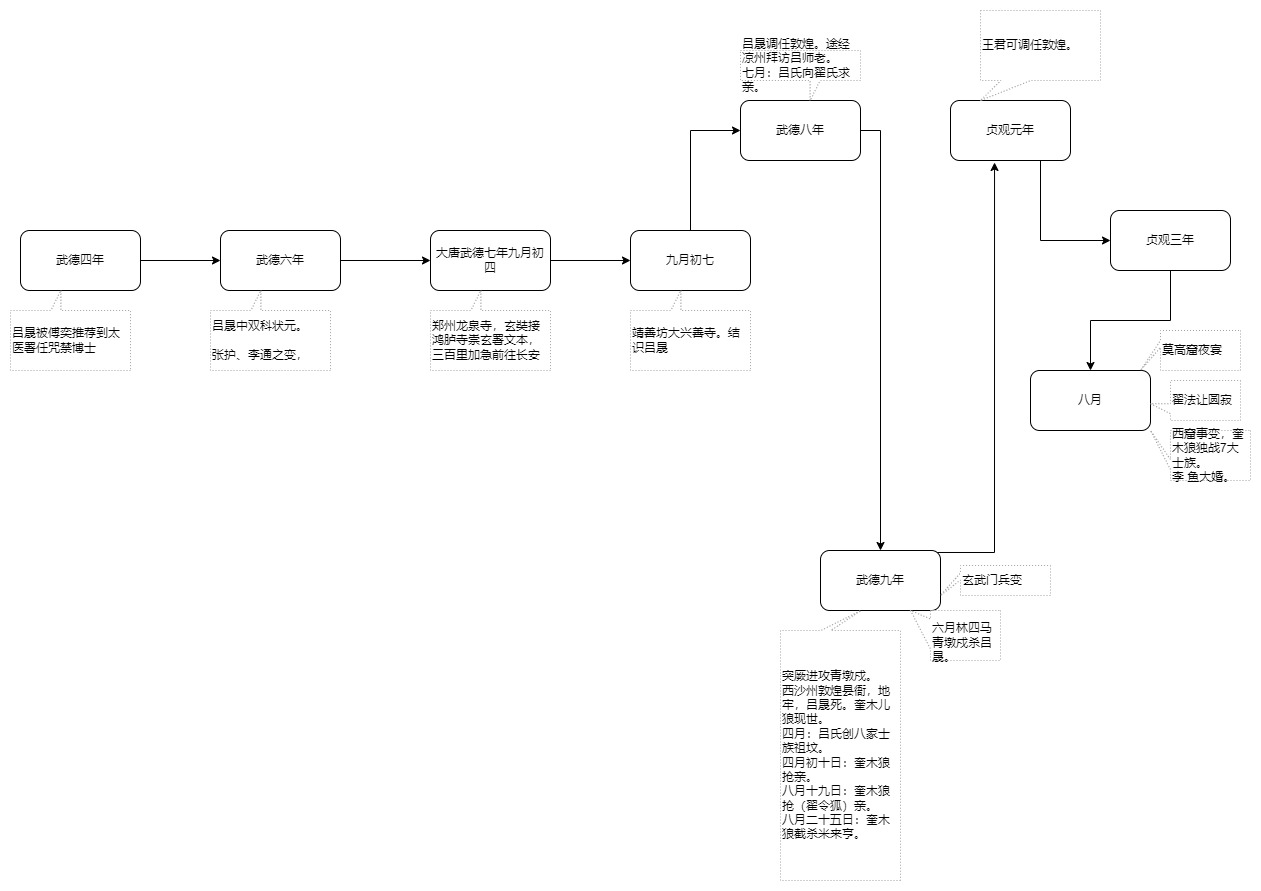 武德四年
吕晟被傅奕推荐到太
医署任咒禁博士
武德六年
吕晟中双科状元。
张护、李通之变，
大唐武德七年九月初
四
郑州龙泉寺，玄奘接
鸿胪寺崇玄署文本，
三百里加急前往长安
九月初七
靖善坊大兴善寺。结
识吕晟
吕晟调任敦煌。途经
凉州拜访吕师老。
七月：吕氏向翟氏求
亲。
武德八年
武德九年
玄武门兵变
六月林四马
青墩戍杀吕
晟。
突厥进攻青墩戍。
西沙州敦煌县衙，地
牢，吕晟死。奎木儿
狼现世。
四月：吕氏创八家士
族祖坟。
四月初十日：奎木狼
抢亲。
八月十九日：奎木狼
抢（翟令狐）亲。
八月二十五日：奎木
狼截杀米来亨。
王君可调任敦煌。
贞观元年
贞观三年
八月
莫高窟夜宴
翟法让圆寂
西窟事变，奎
木狼独战7大
士族。
李 鱼大婚。